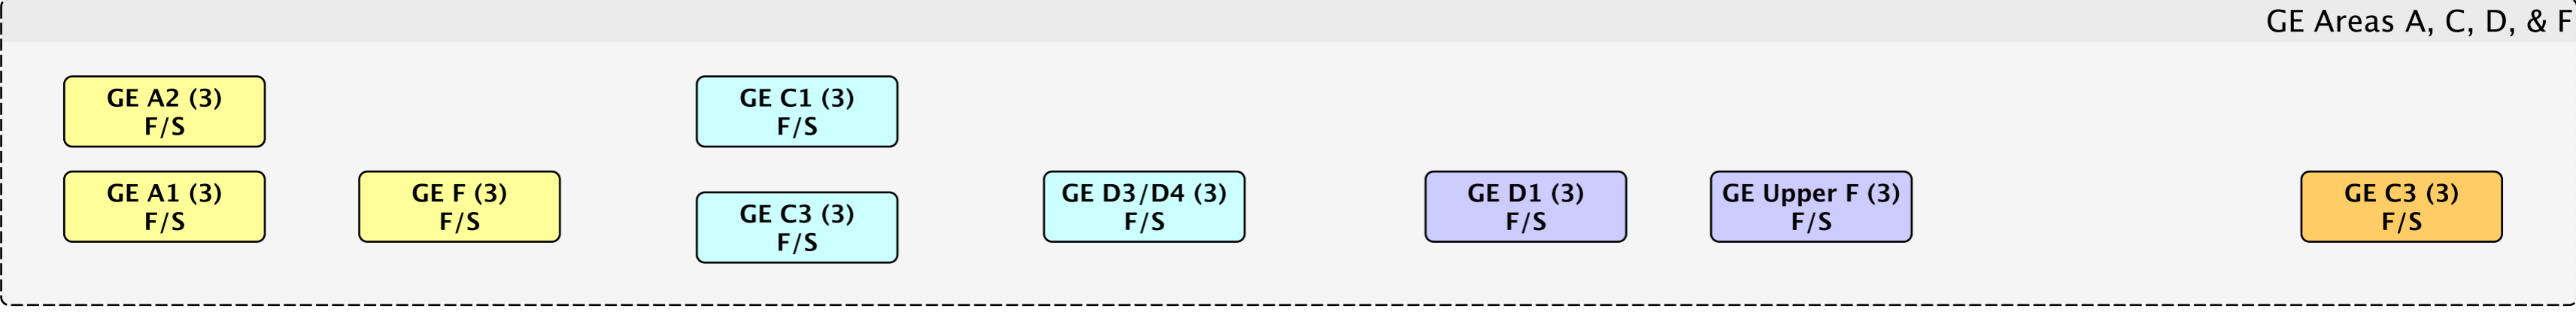 GE Areas A, C, D, & F
GE A2 (3)
F/S
GE C1 (3)
F/S
GE A1 (3)
F/S
GE F (3)
F/S
GE C3 (3)
F/S
GE D3/D4 (3)
F/S
GE D1 (3)
F/S
GE Upper F (3)
F/S
GE C3 (3)
F/S